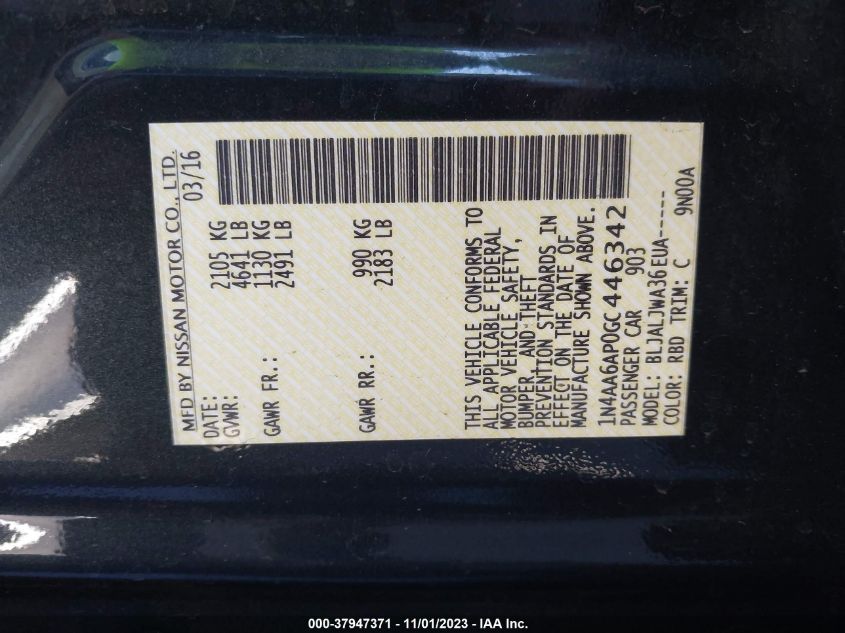 MFD BY NISSAN MOTOR CO., LTD.
DATE: 03/16
GVWR: 2105 KG
4641 LB
GAWR FR.: 1130 KG
2491 LB
GAWR RR.: 990 KG
2183 LB
THIS VEHICLE CONFORMS TO
ALL APPLICABLE FEDERAL
MOTOR VEHICLE SAFETY,
BUMPER, AND THEFT
PREVENTION STANDARDS IN
EFFECT ON THE DATE OF
MANUFACTURE SHOWN ABOVE.
1N4AA6AP0GC446342
PASSENGER CAR 903
MODEL: BLJALJWA36EUA-----
COLOR: RBD TRIM: C 9N00A
000-37947371 - 11/01/2023 - IAA Inc.